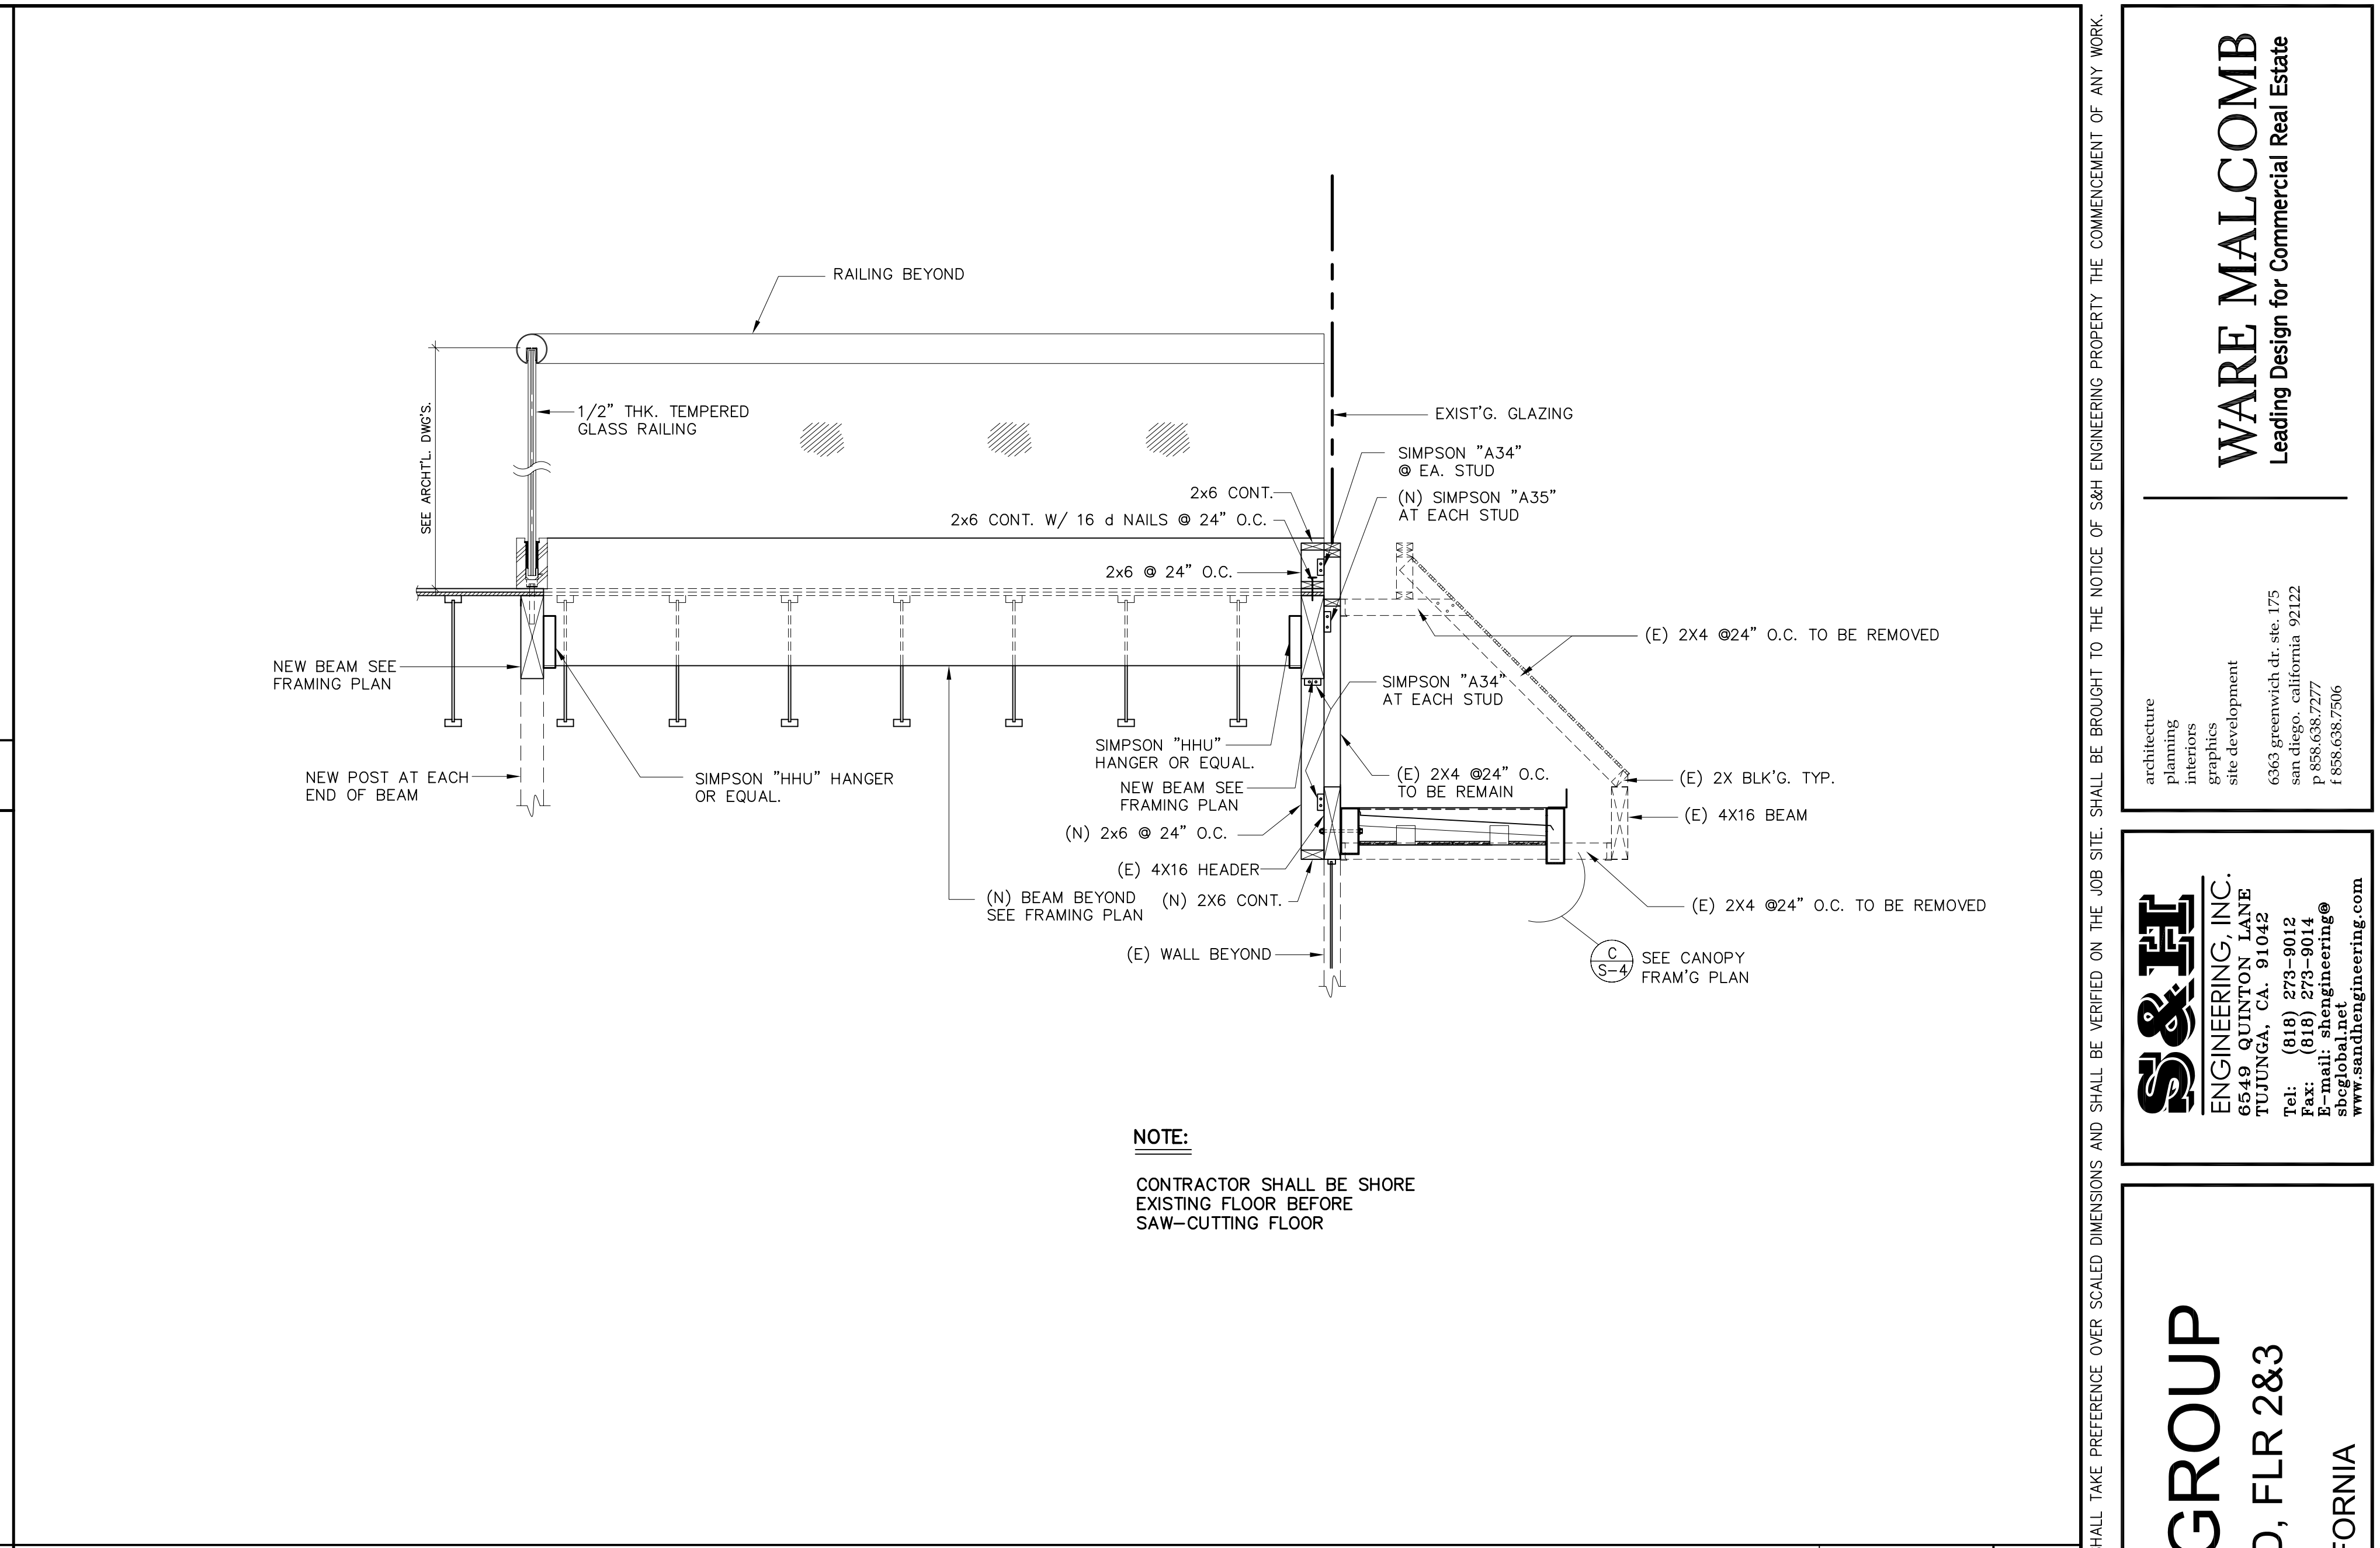 RAILING BEYOND
SEE ARCHT'L. DWG'S.
1/2" THK. TEMPERED
GLASS RAILING
EXIST'G. GLAZING
SIMPSON "A34"
@ EA. STUD
2x6 CONT.
(N) SIMPSON "A35"
AT EACH STUD
2x6 CONT. W/ 16 d NAILS @ 24" O.C.
2x6 @ 24" O.C.
(E) 2X4 @24" O.C. TO BE REMOVED
NEW BEAM SEE
FRAMING PLAN
SIMPSON "A34"
AT EACH STUD
SIMPSON "HHU"
HANGER OR EQUAL.
NEW POST AT EACH
END OF BEAM
SIMPSON "HHU" HANGER
OR EQUAL.
NEW BEAM SEE
FRAMING PLAN
(E) 2X4 @24" O.C.
TO BE REMAIN
(E) 2X BLK'G. TYP.
(E) 4X16 BEAM
(N) 2x6 @ 24" O.C.
(E) 4X16 HEADER
(N) BEAM BEYOND
SEE FRAMING PLAN
(N) 2X6 CONT.
(E) 2X4 @24" O.C. TO BE REMOVED
(E) WALL BEYOND
C
S-4
SEE CANOPY
FRAM'G PLAN
NOTE:
CONTRACTOR SHALL BE SHORE
EXISTING FLOOR BEFORE
SAW-CUTTING FLOOR
SHALL TAKE PREFERENCE OVER SCALED DIMENSIONS AND SHALL BE VERIFIED ON THE JOB SITE. SHALL BE BROUGHT TO THE NOTICE OF S&H ENGINEERING PROPERTY THE COMMENCEMENT OF ANY WORK.
WARE MALCOMB
Leading Design for Commercial Real Estate
architecture
planning
interiors
graphics
site development
6363 greenwich dr. ste. 175
san diego. california 92122
p 858.638.7277
f 858.638.7506
S&H
ENGINEERING, INC.
6549 QUINTON LANE
TUJUNGA, CA. 91042
Tel: (818) 273-9012
Fax: (818) 273-9014
E-mail: shengineering@
sbcglobal.net
www.sandhengineering.com
GROUP
D, FLR 2&3
FORNIA